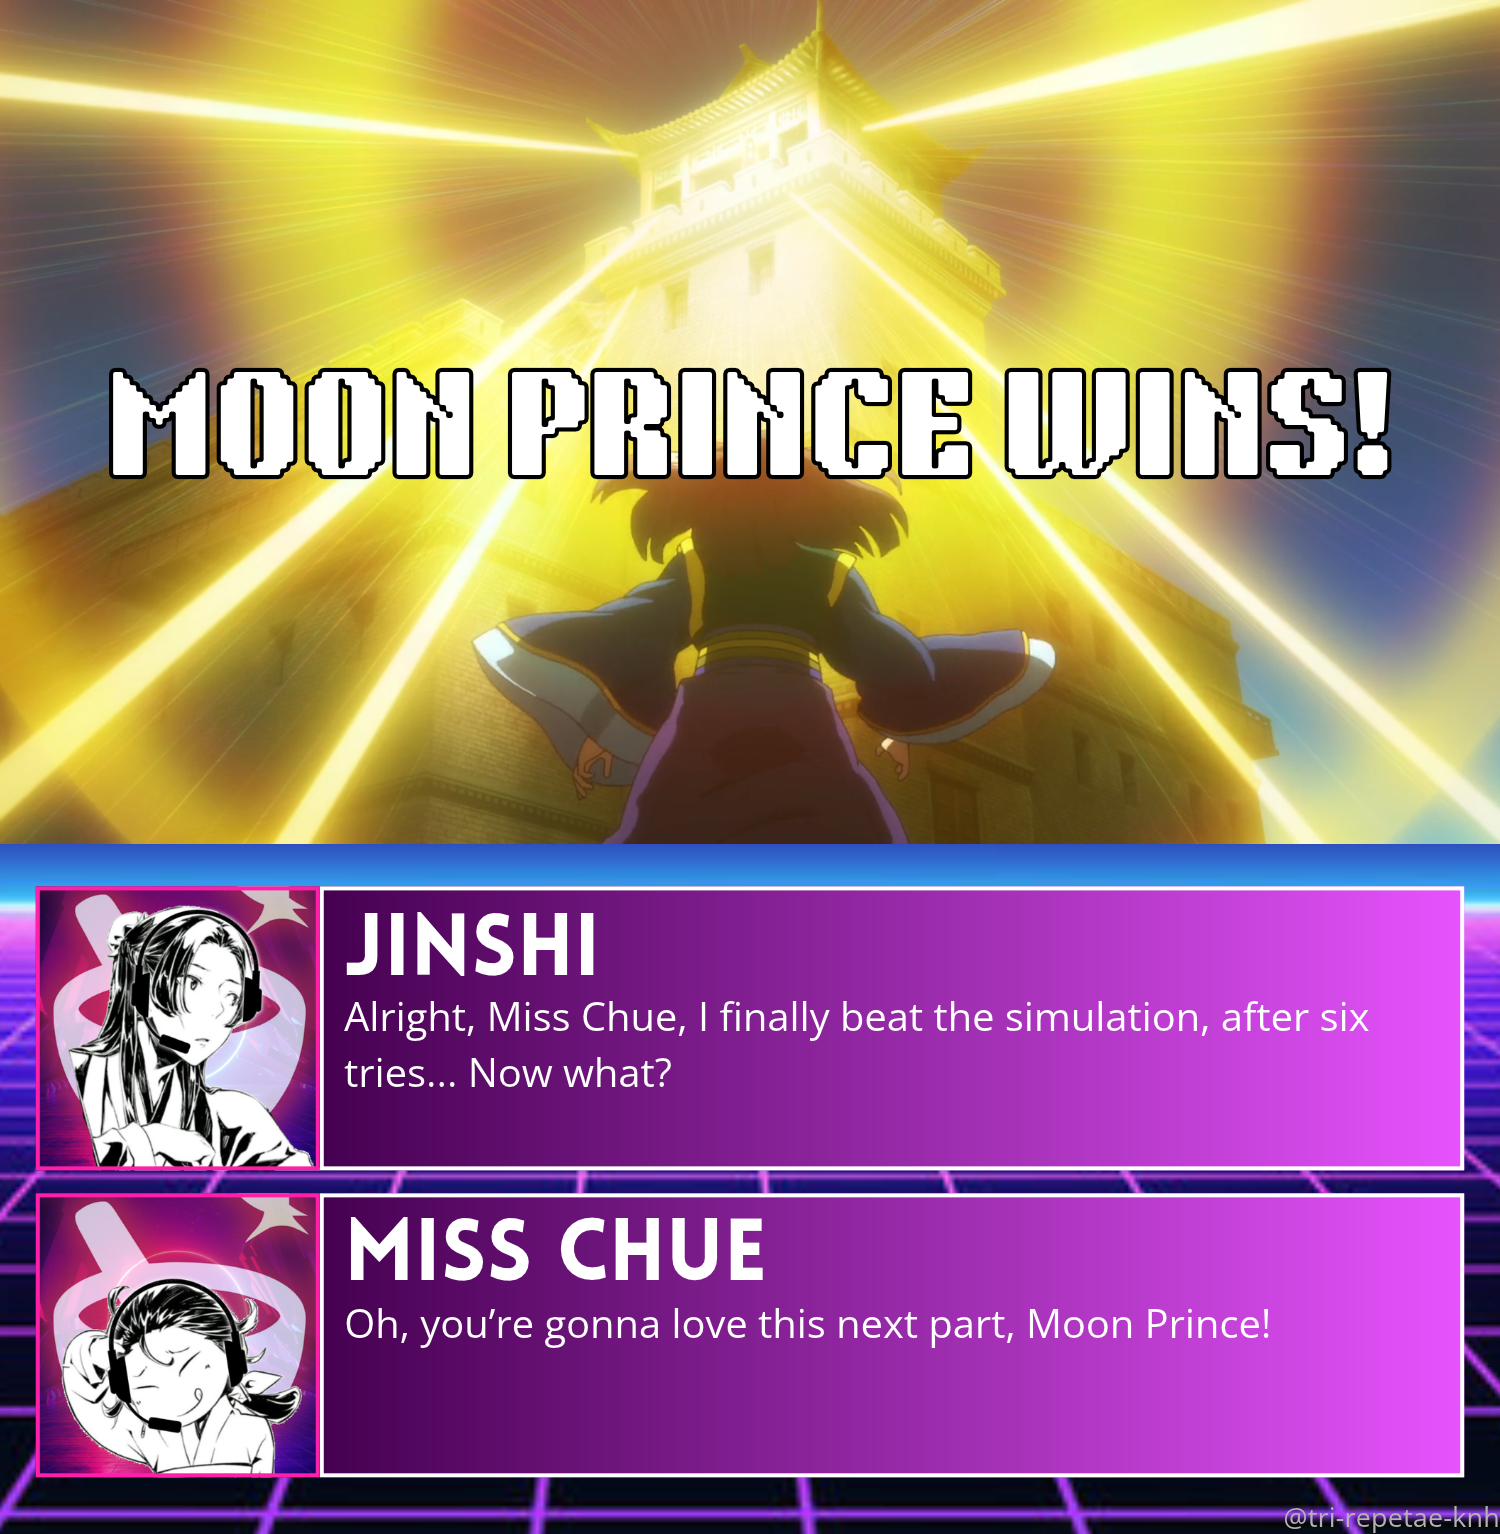 MOON PRINCE WINS!
JINSHI
Alright, Miss Chue, I finally beat the simulation, after six
tries... Now what?
MISS CHUE
Oh, you’re gonna love this next part, Moon Prince!
@tri-repetae-knh